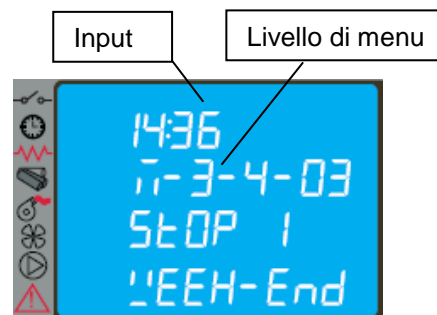 Input
Livello di menu
14:36
M-3-4-03
STOP 1
WEEK-End